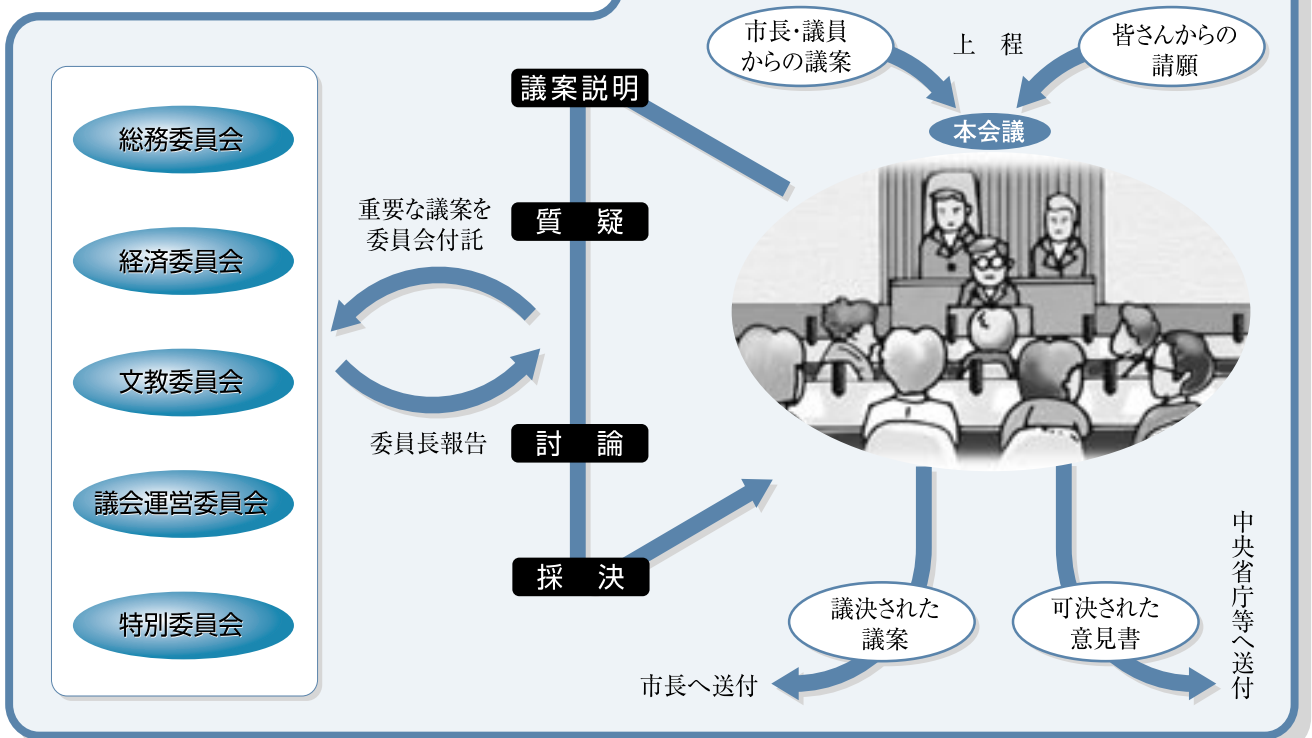 市長・議員
からの議案
上　程
皆さんからの
請願
本会議
議案説明
質　疑
討　論
採　決
重要な議案を
委員会付託
委員長報告
総務委員会
経済委員会
文教委員会
議会運営委員会
特別委員会
議決された
議案
市長へ送付
可決された
意見書
中央省庁等へ送付